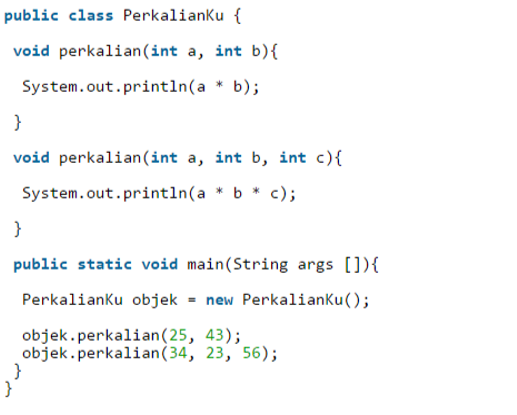 public class PerkalianKu {
void perkalian(int a, int b){
System.out.println(a * b);
}
void perkalian(int a, int b, int c){
System.out.println(a * b * c);
}
public static void main(String args []){
PerkalianKu objek = new PerkalianKu();
objek.perkalian(25, 43);
objek.perkalian(34, 23, 56);
}
}